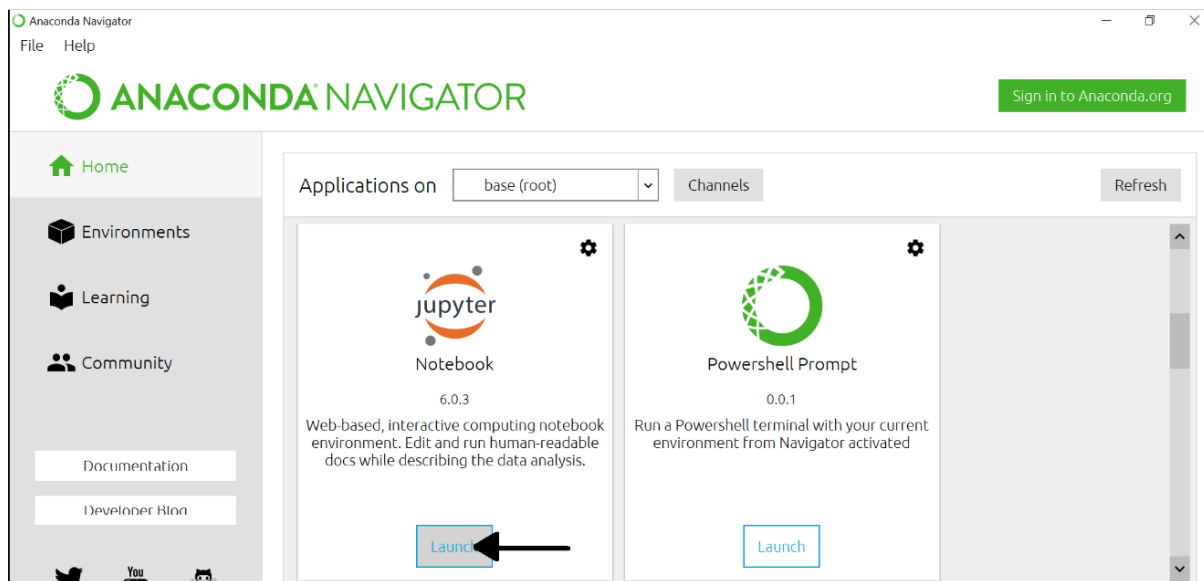 Anaconda Navigator
File Help
ANACONDA NAVIGATOR
Sign in to Anaconda.org
Home
Environments
Learning
Community
Documentation
Developer Blog
Applications on base (root) Channels Refresh
jupyter
Notebook
6.0.3
Web-based, interactive computing notebook
environment. Edit and run human-readable
docs while describing the data analysis.
Launch
Powershell Prompt
0.0.1
Run a Powershell terminal with your current
environment from Navigator activated
Launch
You